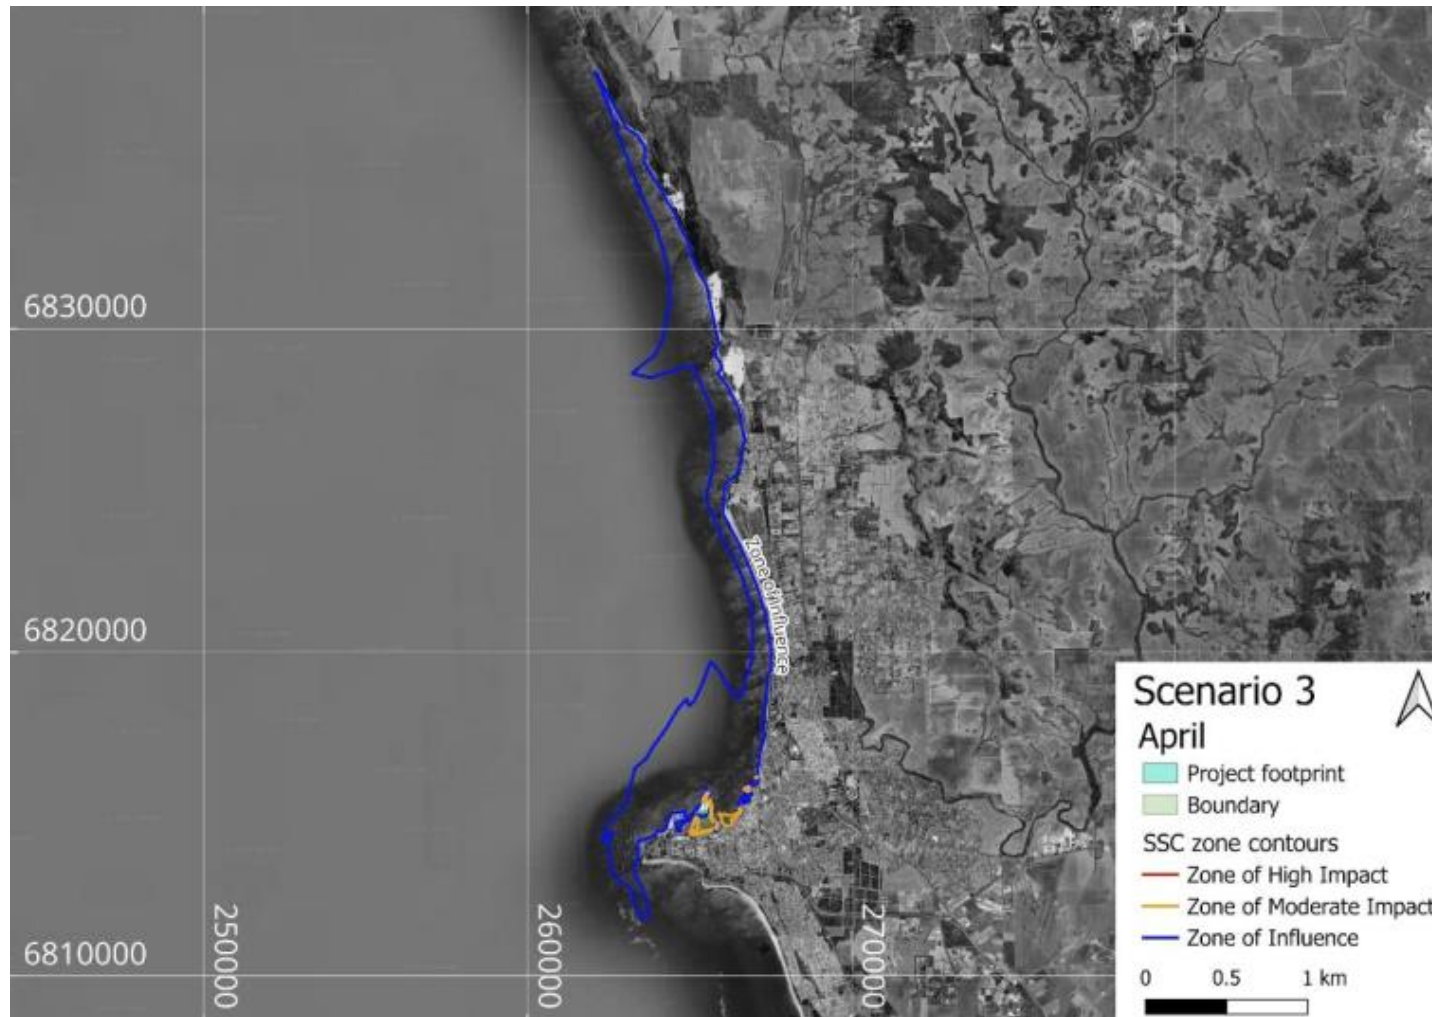 6830000
Zone of Influence
6820000
250000
260000
270000
6810000
Scenario 3
April
Project footprint
Boundary
SSC zone contours
Zone of High Impact
Zone of Moderate Impact
Zone of Influence
0 0.5 1 km